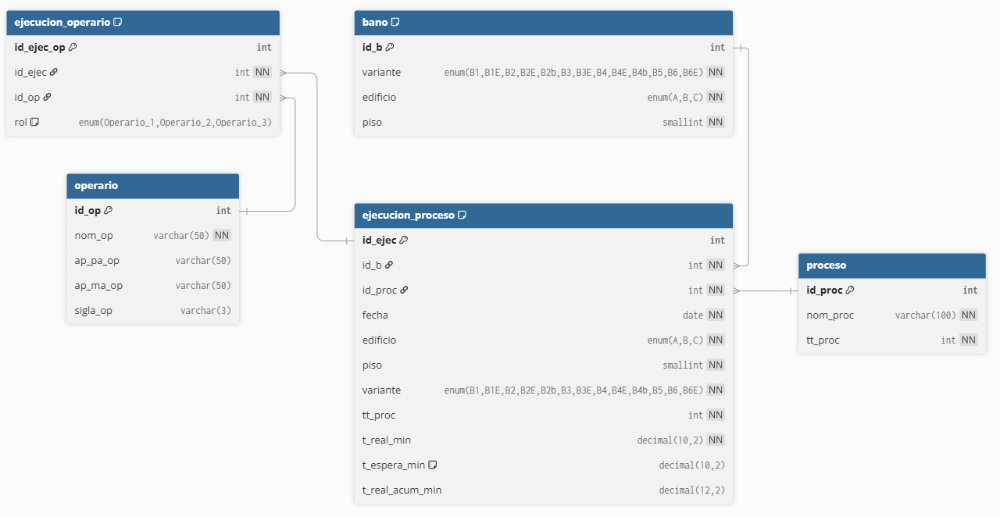 ejecucion_operario
id_ejec_op int
id_ejec int NN
id_op int NN
rol enum(Operario_1,Operario_2,Operario_3)
operario
id_op int
nom_op varchar(50) NN
ap_pa_op varchar(50)
ap_ma_op varchar(50)
sigla_op varchar(3)
bano
id_b int
variante enum(B1,B1E,B2,B2E,B2b,B3,B3E,B4,B4E,B4b,B5,B6,B6E) NN
edificio enum(A,B,C) NN
piso smallint NN
ejecucion_proceso
id_ejec int
id_b int NN
id_proc int NN
fecha date NN
edificio enum(A,B,C) NN
piso smallint NN
variante enum(B1,B1E,B2,B2E,B2b,B3,B3E,B4,B4E,B4b,B5,B6,B6E) NN
tt_proc int NN
t_real_min decimal(10,2) NN
t_espera_min decimal(10,2)
t_real_acum_min decimal(12,2)
proceso
id_proc int
nom_proc varchar(100) NN
tt_proc int NN